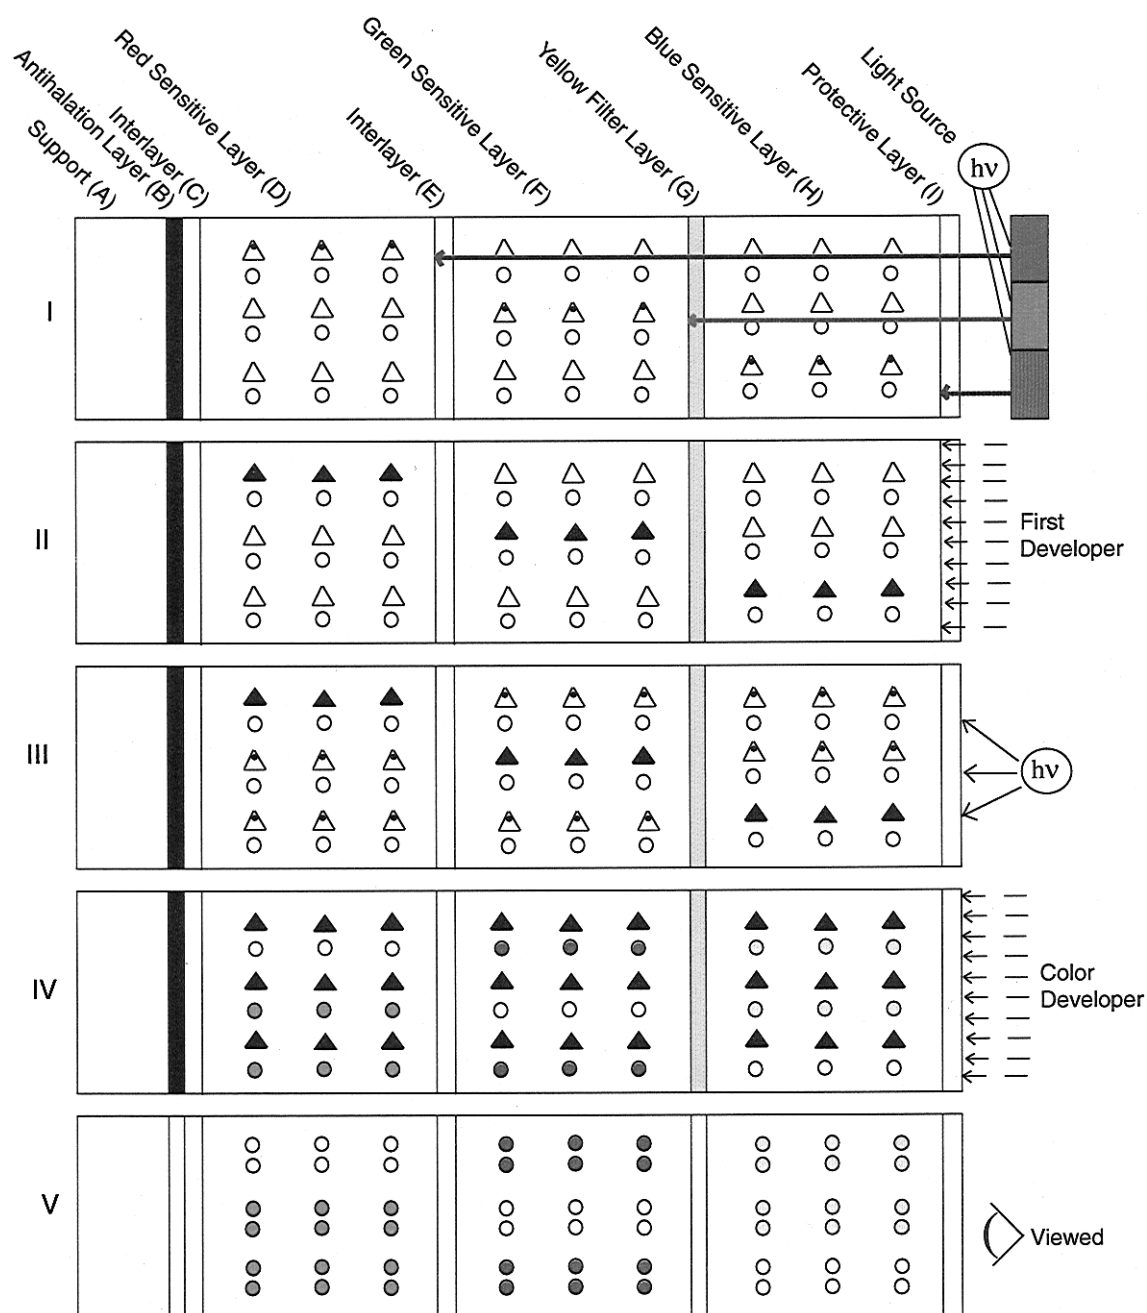 Support (A)
Antihalation Layer (B)
Interlayer (C)
Red Sensitive Layer (D)
Interlayer (E)
Green Sensitive Layer (F)
Yellow Filter Layer (G)
Blue Sensitive Layer (H)
Protective Layer (I)
Light Source
hν
I
II
First
Developer
III
hν
IV
Color
Developer
V
Viewed